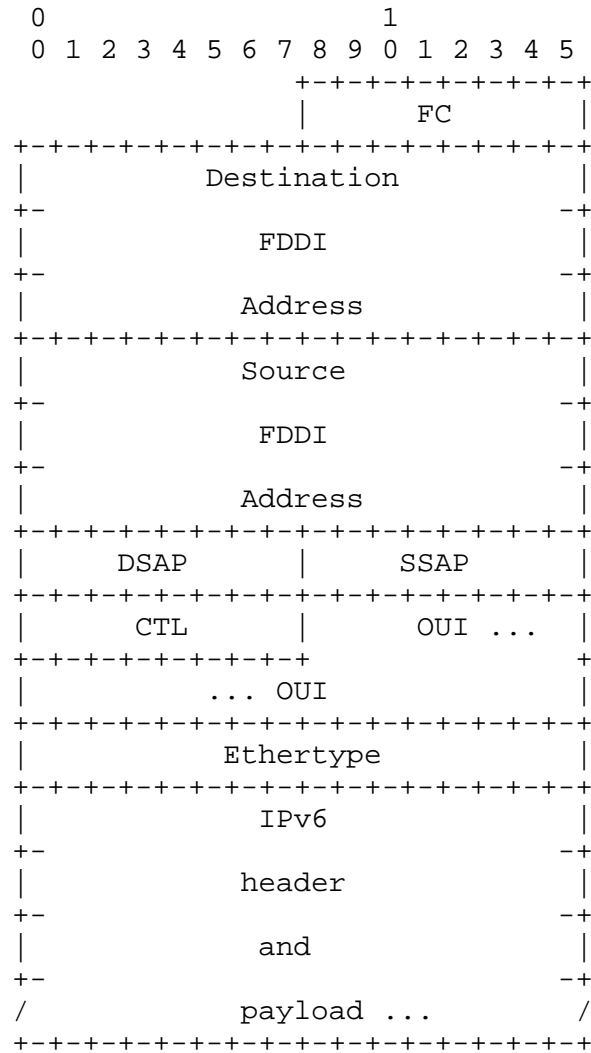 0                   1
 0 1 2 3 4 5 6 7 8 9 0 1 2 3 4 5
                +-+-+-+-+-+-+-+-+
                |      FC       |
+-+-+-+-+-+-+-+-+-+-+-+-+-+-+-+-+
|          Destination          |
+-                             -+
|             FDDI              |
+-                             -+
|            Address            |
+-+-+-+-+-+-+-+-+-+-+-+-+-+-+-+-+
|            Source             |
+-                             -+
|             FDDI              |
+-                             -+
|            Address            |
+-+-+-+-+-+-+-+-+-+-+-+-+-+-+-+-+
|     DSAP      |     SSAP      |
+-+-+-+-+-+-+-+-+-+-+-+-+-+-+-+-+
|      CTL      |      OUI ...  |
+-+-+-+-+-+-+-+-+               +
|          ... OUI              |
+-+-+-+-+-+-+-+-+-+-+-+-+-+-+-+-+
|           Ethertype           |
+-+-+-+-+-+-+-+-+-+-+-+-+-+-+-+-+
|             IPv6              |
+-                             -+
|            header             |
+-                             -+
|             and               |
+-                             -+
/            payload ...        /
+-+-+-+-+-+-+-+-+-+-+-+-+-+-+-+-+